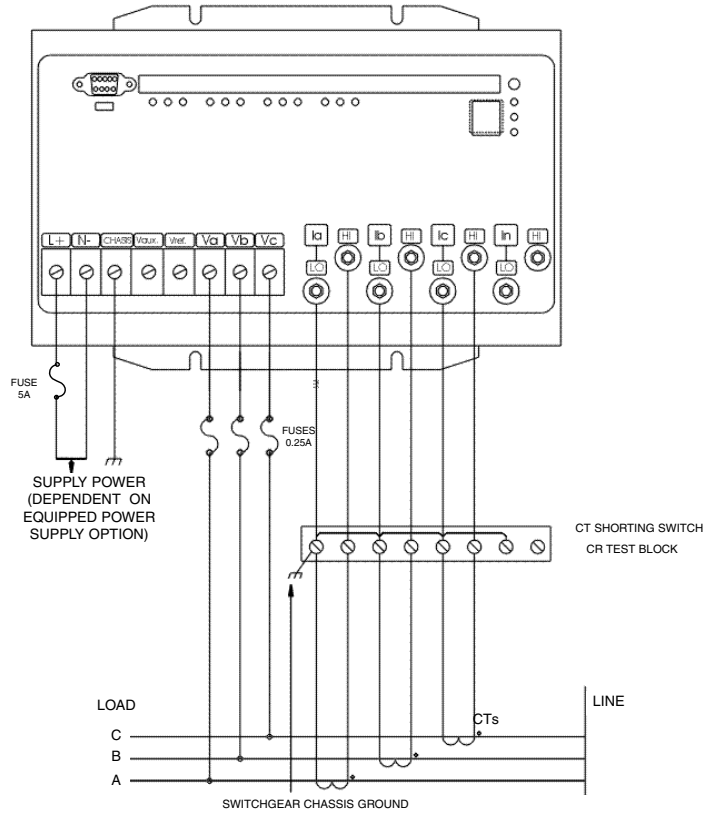 L+ N- CHASIS Vaux. Vref. Va Vb Vc
Ia HI Ib HI Ic HI In HI
LO LO LO LO
FUSE
5A
FUSES
0.25A
SUPPLY POWER
(DEPENDENT ON
EQUIPPED POWER
SUPPLY OPTION)
CT SHORTING SWITCH
CR TEST BLOCK
LOAD
LINE
CTs
C
B
A
SWITCHGEAR CHASSIS GROUND